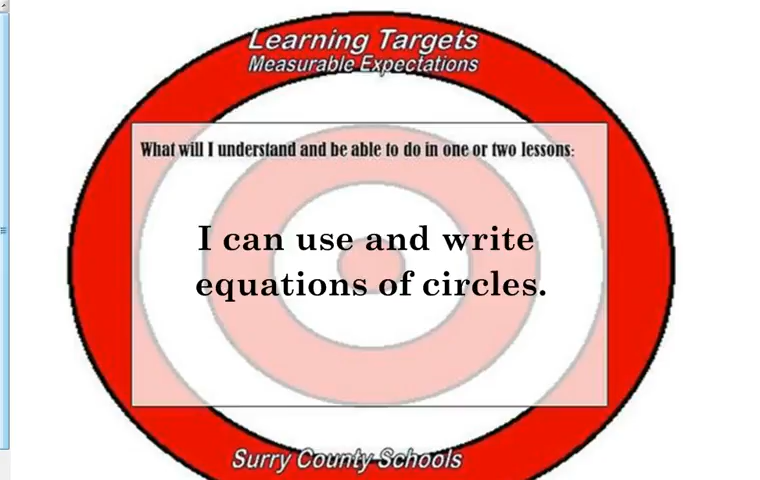 Learning Targets
Measurable Expectations
What will I understand and be able to do in one or two lessons:
I can use and write
equations of circles.
Surry County Schools